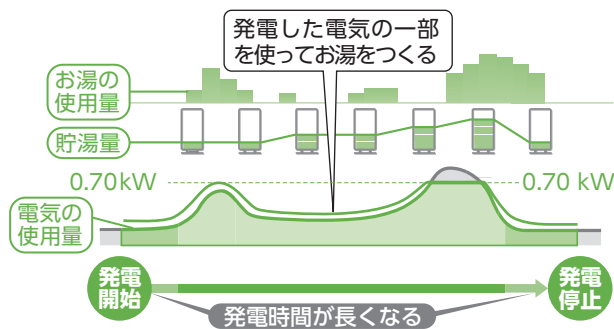 発電した電気の一部
を使ってお湯をつくる
お湯の
使用量
貯湯量
0.70kW
0.70 kW
電気の
使用量
発電
開始
発電
停止
発電時間が長くなる